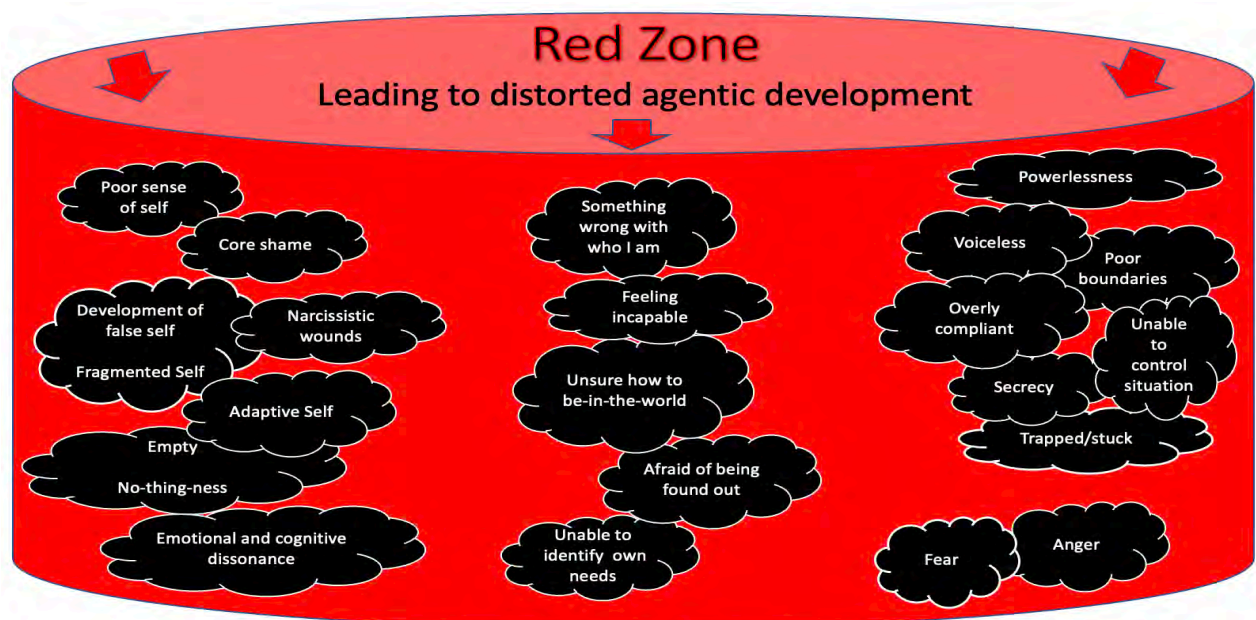 Red Zone
Leading to distorted agentic development
Poor sense
of self
Core shame
Development of
false self
Fragmented Self
Narcissistic
wounds
Adaptive Self
Empty
No-thing-ness
Emotional and cognitive
dissonance
Something
wrong with
who I am
Feeling
incapable
Unsure how to
be-in-the-world
Afraid of being
found out
Unable to
identify own
needs
Powerlessness
Voiceless
Poor
boundaries
Overly
compliant
Unable
to
control
situation
Secrecy
Trapped/stuck
Fear
Anger